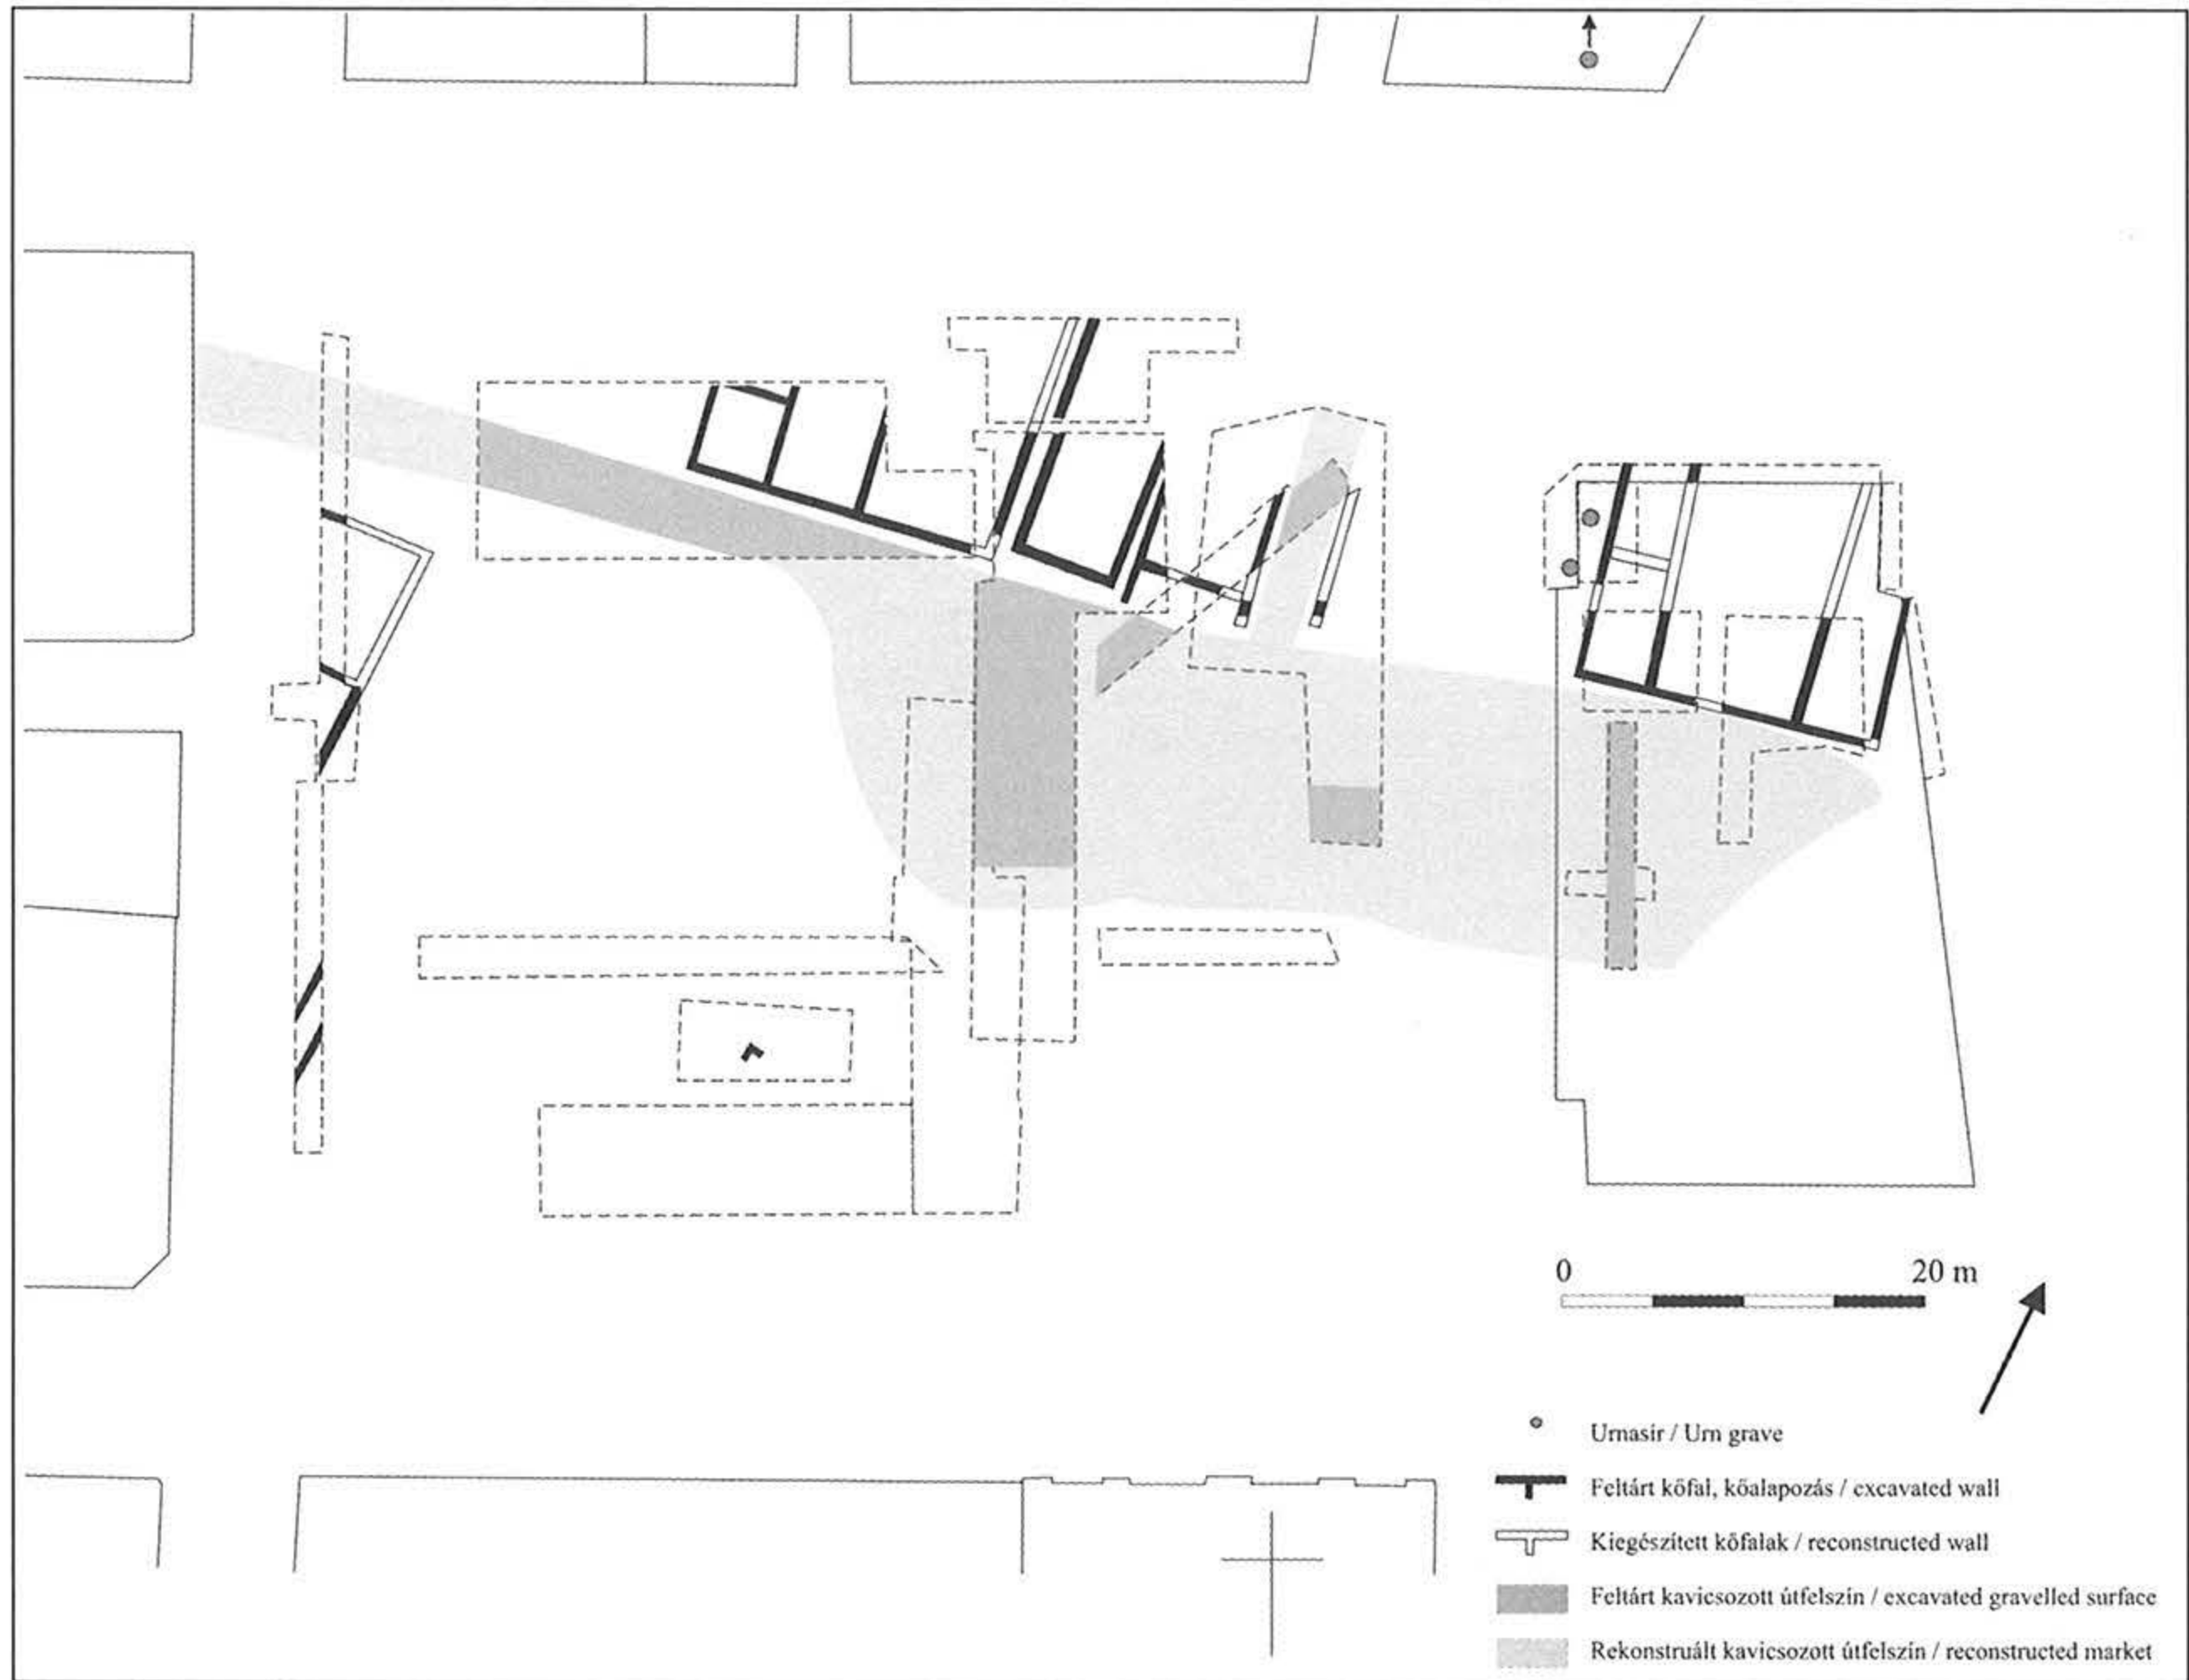 0 20 m
Urnasír / Urn grave
Feltárt kőfal, kőalapozás / excavated wall
Kiegészített kőfalak / reconstructed wall
Feltárt kavicsozott útfelszín / excavated gravelled surface
Rekonstruált kavicsozott útfelszín / reconstructed market